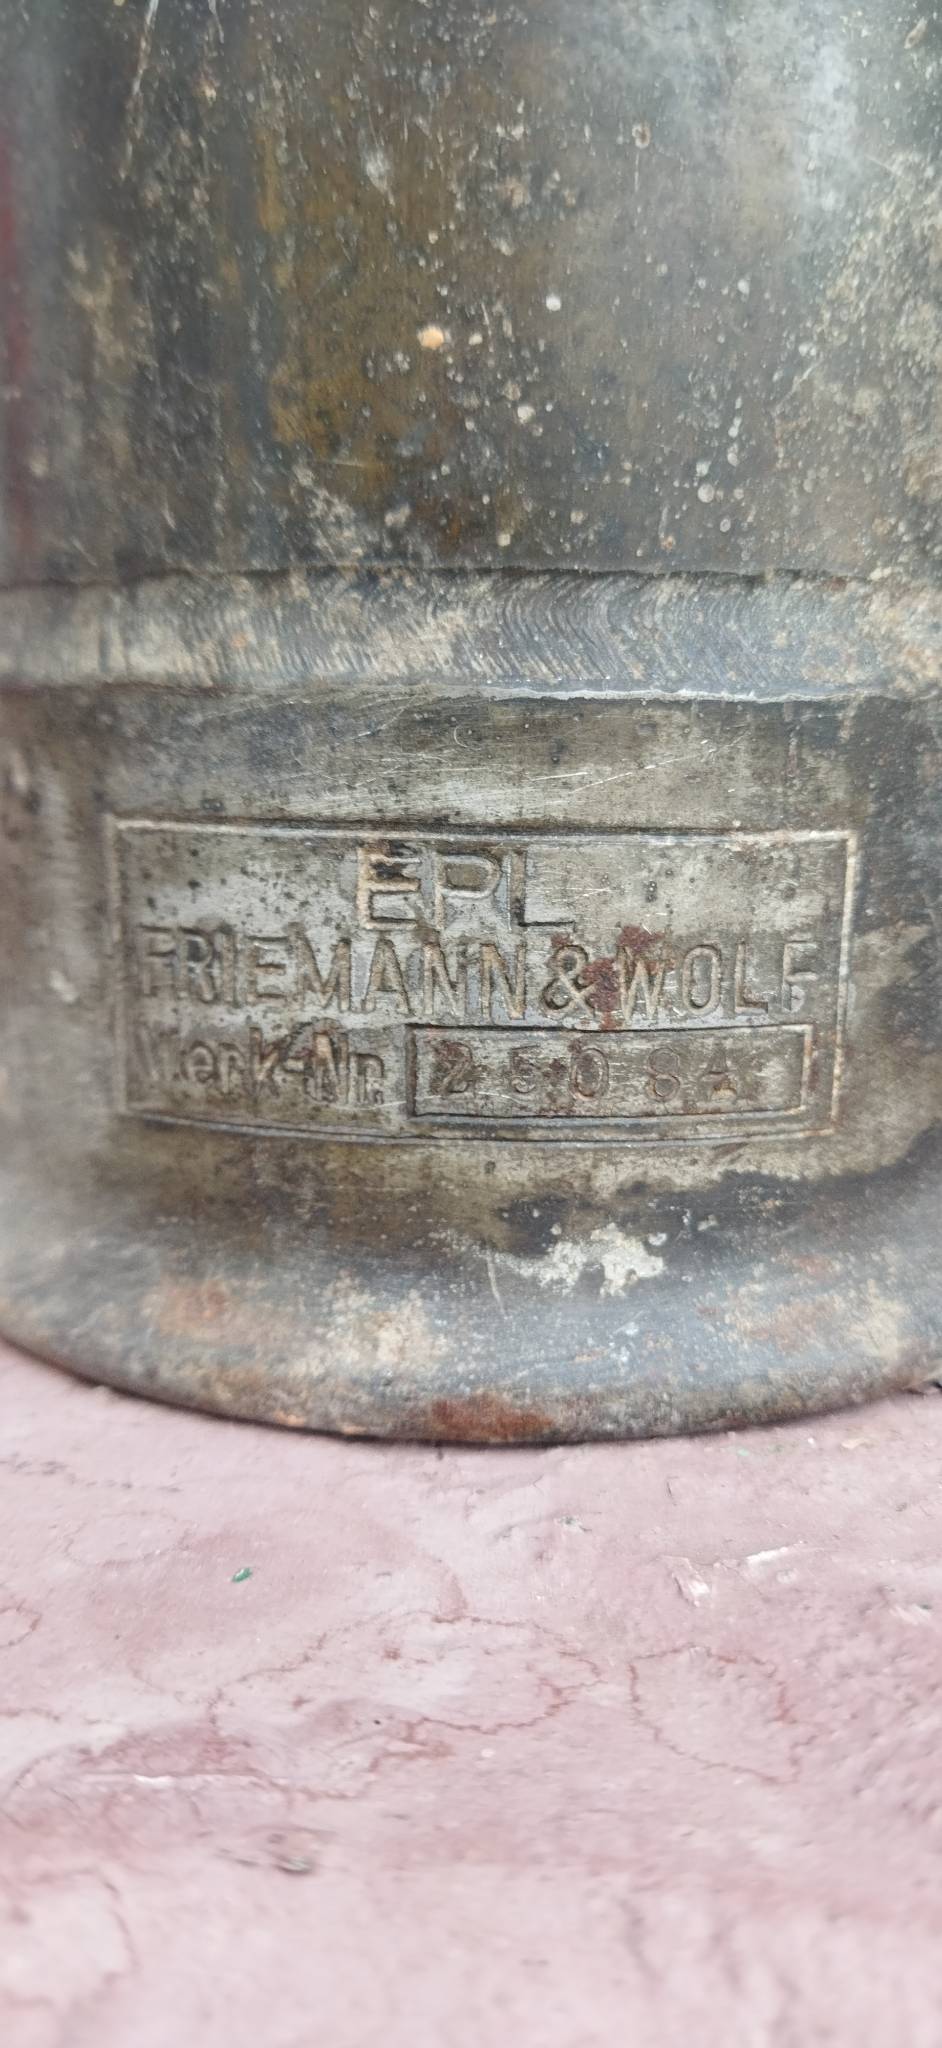 EPL
FRIEMANN & WOLF
Werk-Nr. 25084